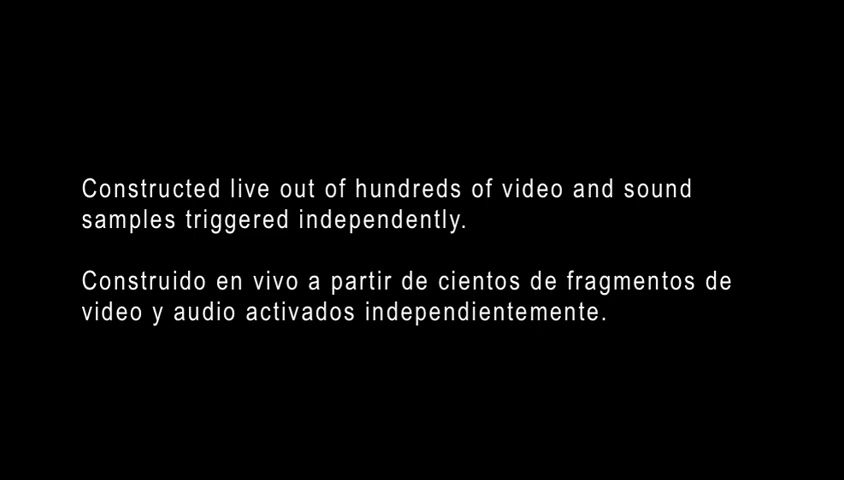 Constructed live out of hundreds of video and sound
samples triggered independently.
Construido en vivo a partir de cientos de fragmentos de
video y audio activados independientemente.